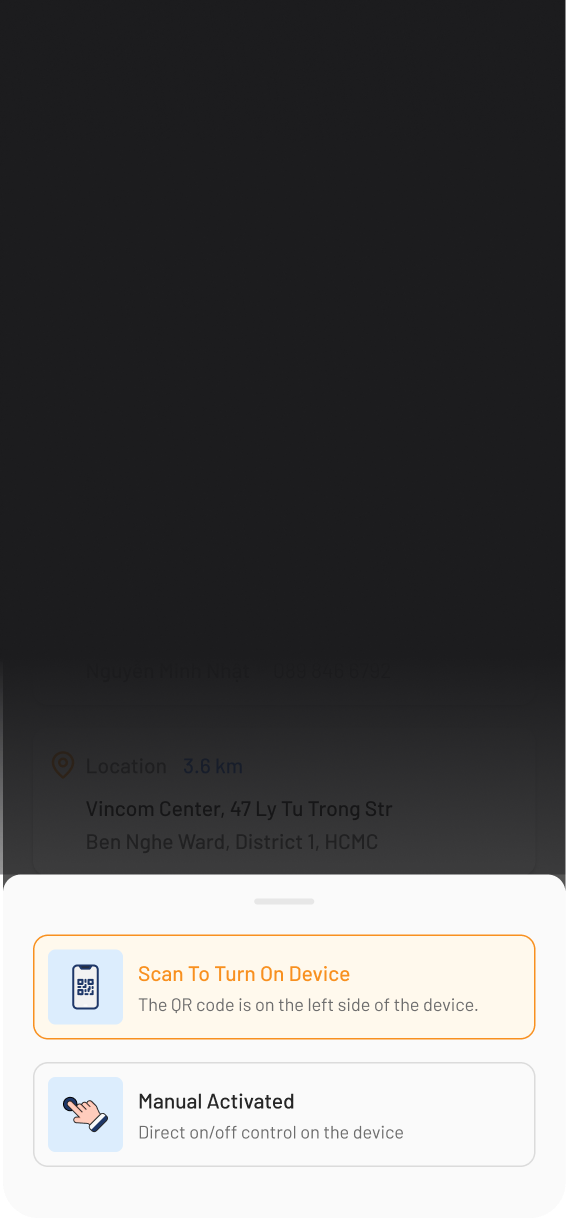 Location 3.6 km
Vincom Center, 47 Ly Tu Trong Str
Ben Nghe Ward, District 1, HCMC
Scan To Turn On Device
The QR code is on the left side of the device.
Manual Activated
Direct on/off control on the device